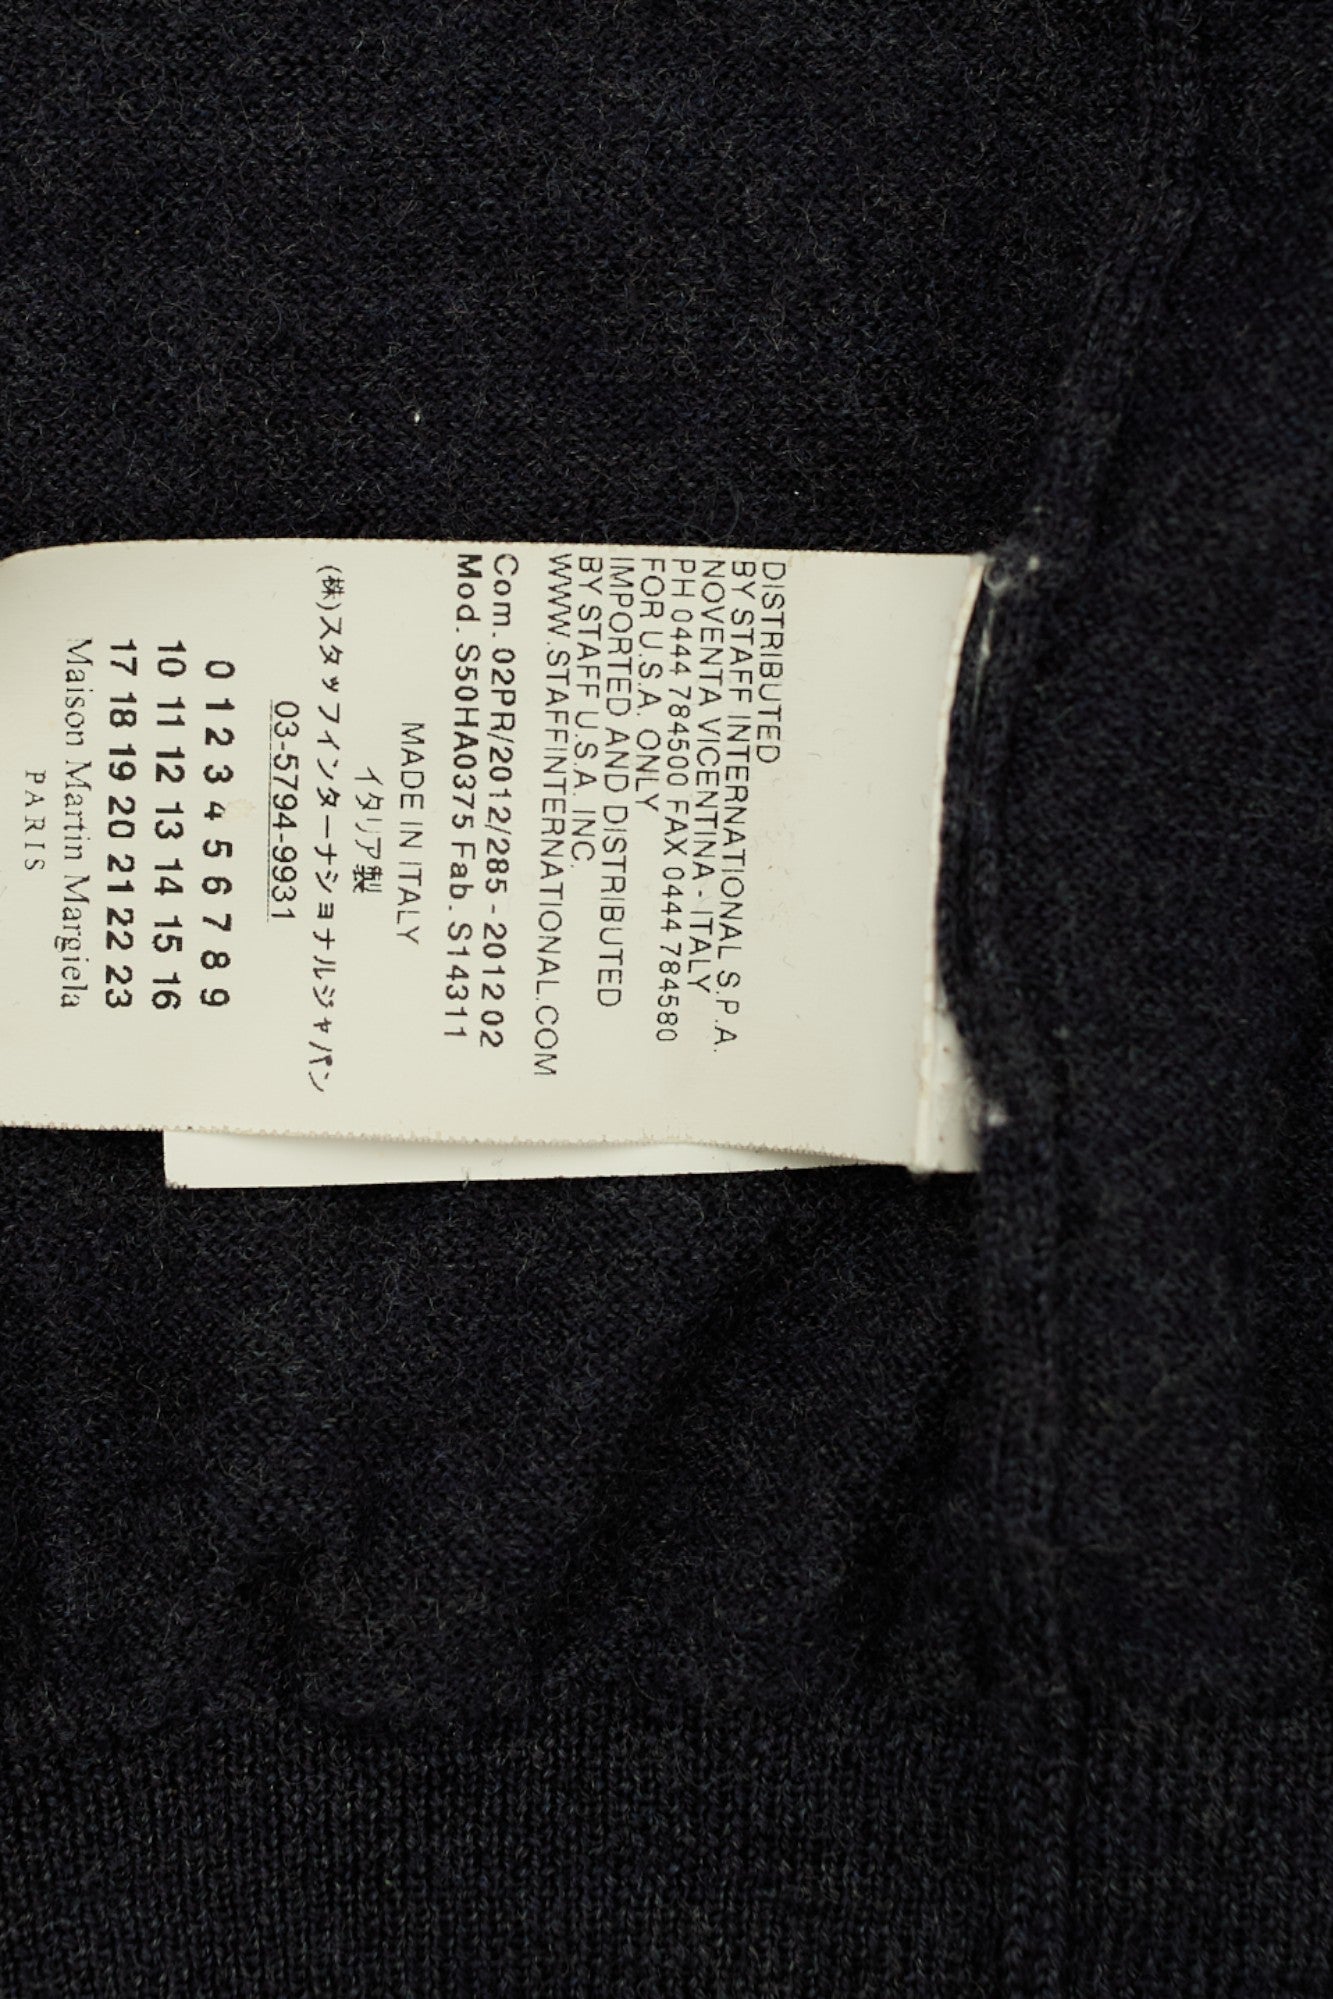 DISTRIBUTED
BY STAFF INTERNATIONAL S.P.A.
NOVENTA VICENTINA - ITALY
PH 0444 784500 FAX 0444 784580
FOR U.S.A. ONLY
IMPORTED AND DISTRIBUTED
BY STAFF U.S.A. INC.
WWW.STAFFINTERNATIONAL.COM
Com. 02PR/2012/285 - 201202
Mod. S50HA0375 Fab. S14311
MADE IN ITALY
イタリア製
(株)スタッフインターナショナルジャパン
03-5794-9931
0 1 2 3 4 5 6 7 8 9
10 11 12 13 14 15 16
17 18 19 20 21 22 23
Maison Martin Margiela
PARIS